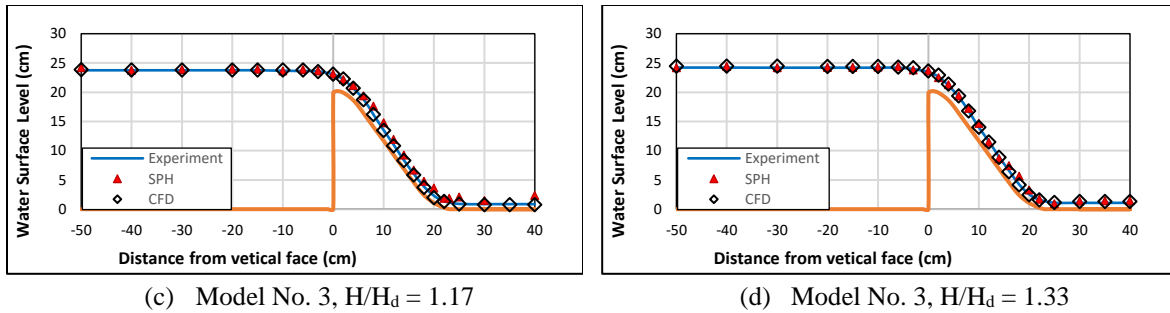 30
25
20
15
10
5
0
Water Surface Level (cm)
Experiment
SPH
CFD
-50 -40 -30 -20 -10 0 10 20 30 40
Distance from vetical face (cm)
(c) Model No. 3, H/Hd = 1.17
30
25
20
15
10
5
0
Water Surface Level (cm)
Experiment
SPH
CFD
-50 -40 -30 -20 -10 0 10 20 30 40
Distance from vetical face (cm)
(d) Model No. 3, H/Hd = 1.33